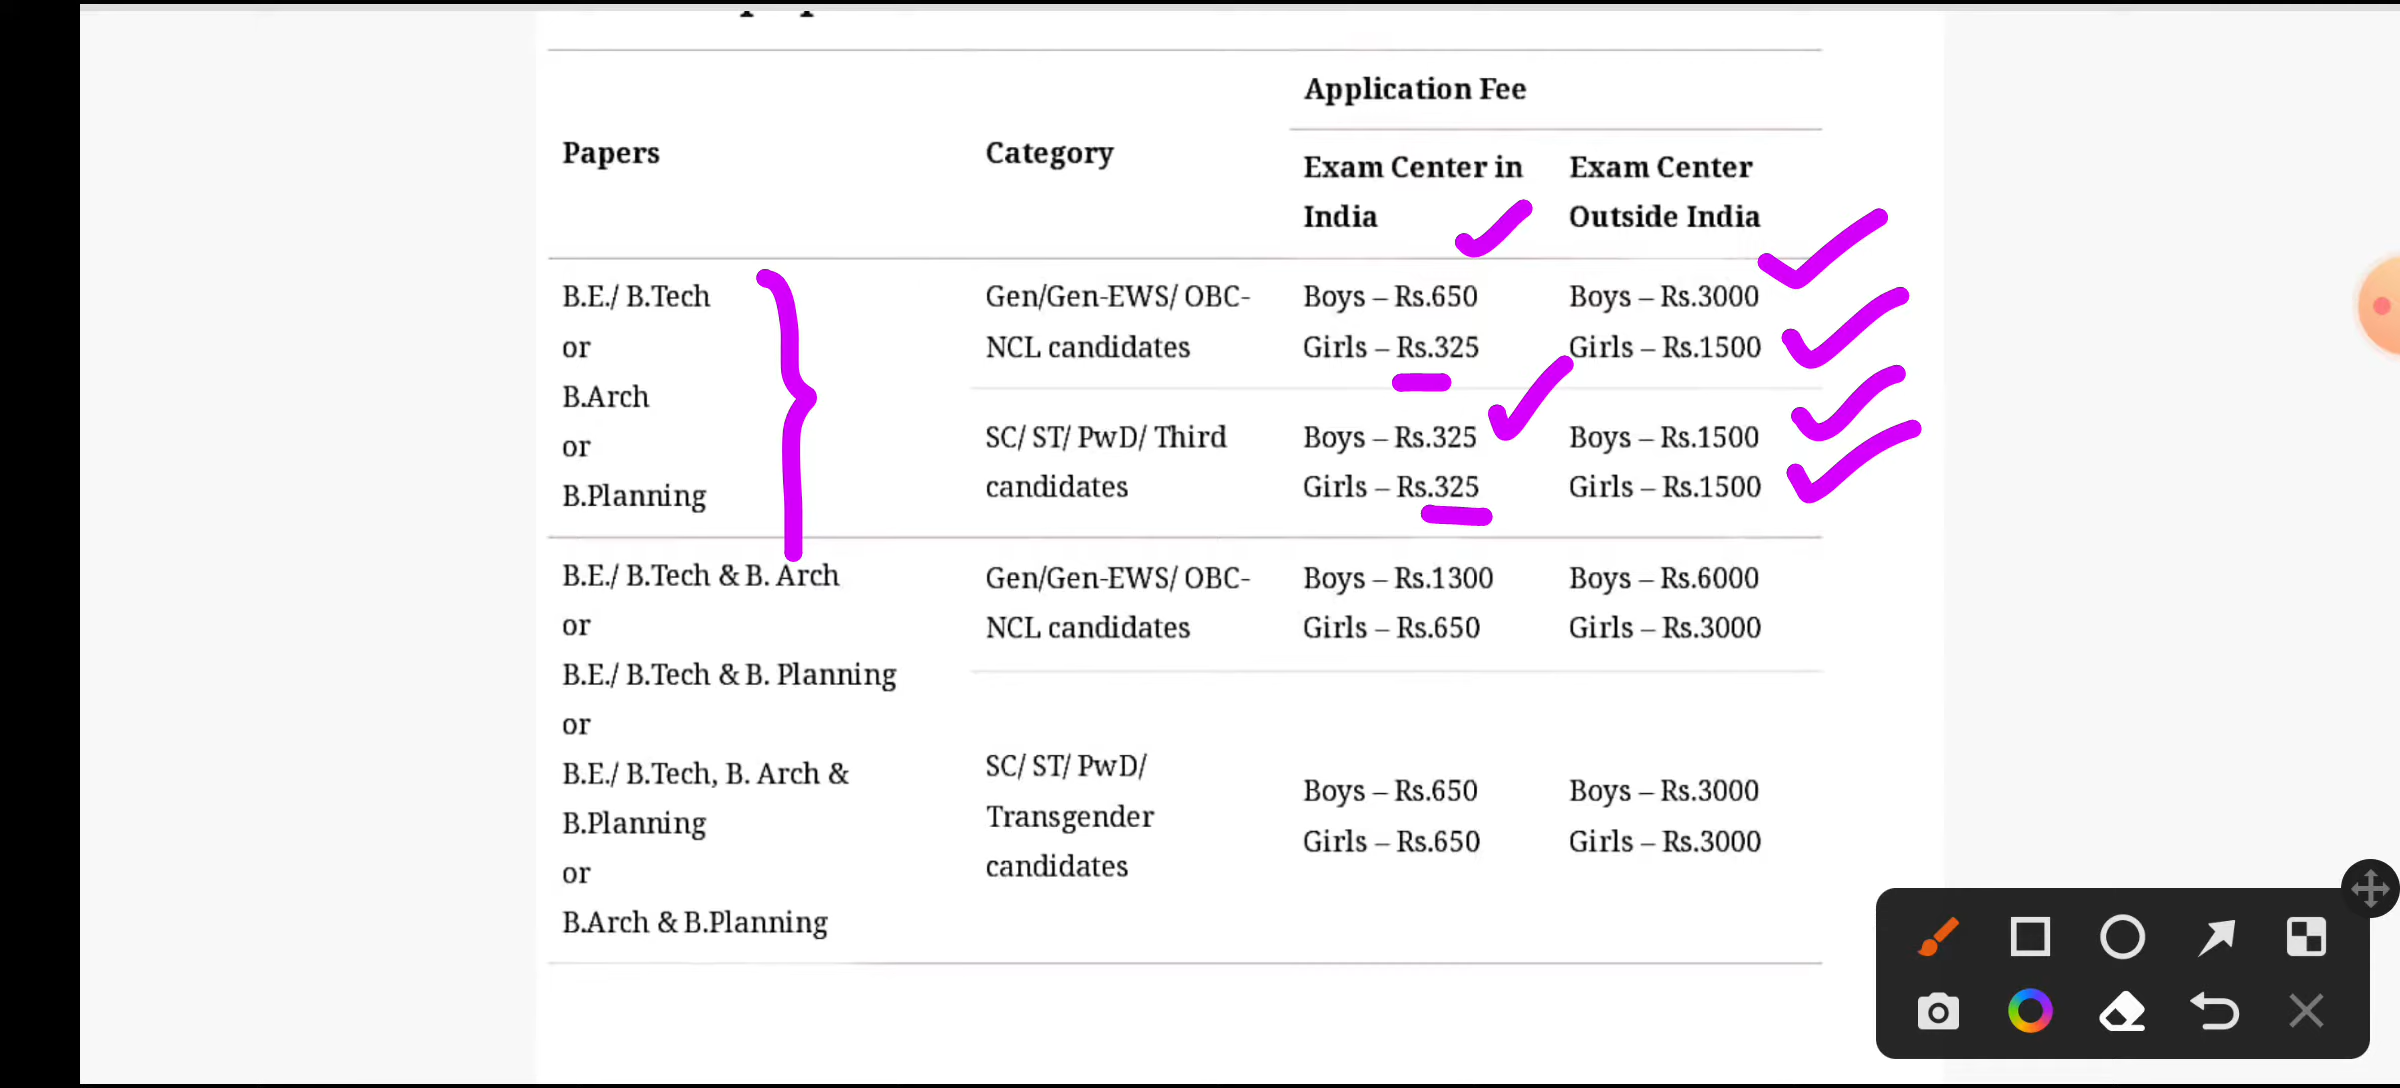 Application Fee
Papers
Category
Exam Center in
India
Exam Center
Outside India
B.E./ B.Tech
or
B.Arch
or
B.Planning
Gen/Gen-EWS/ OBC-
NCL candidates
Boys – Rs.650
Girls – Rs.325
Boys – Rs.3000
Girls – Rs.1500
SC/ ST/ PwD/ Third
candidates
Boys – Rs.325
Girls – Rs.325
Boys – Rs.1500
Girls – Rs.1500
B.E./ B.Tech & B. Arch
or
B.E./ B.Tech & B. Planning
or
B.E./ B.Tech, B. Arch &
B.Planning
or
B.Arch & B.Planning
Gen/Gen-EWS/ OBC-
NCL candidates
Boys – Rs.1300
Girls – Rs.650
Boys – Rs.6000
Girls – Rs.3000
SC/ ST/ PwD/
Transgender
candidates
Boys – Rs.650
Girls – Rs.650
Boys – Rs.3000
Girls – Rs.3000